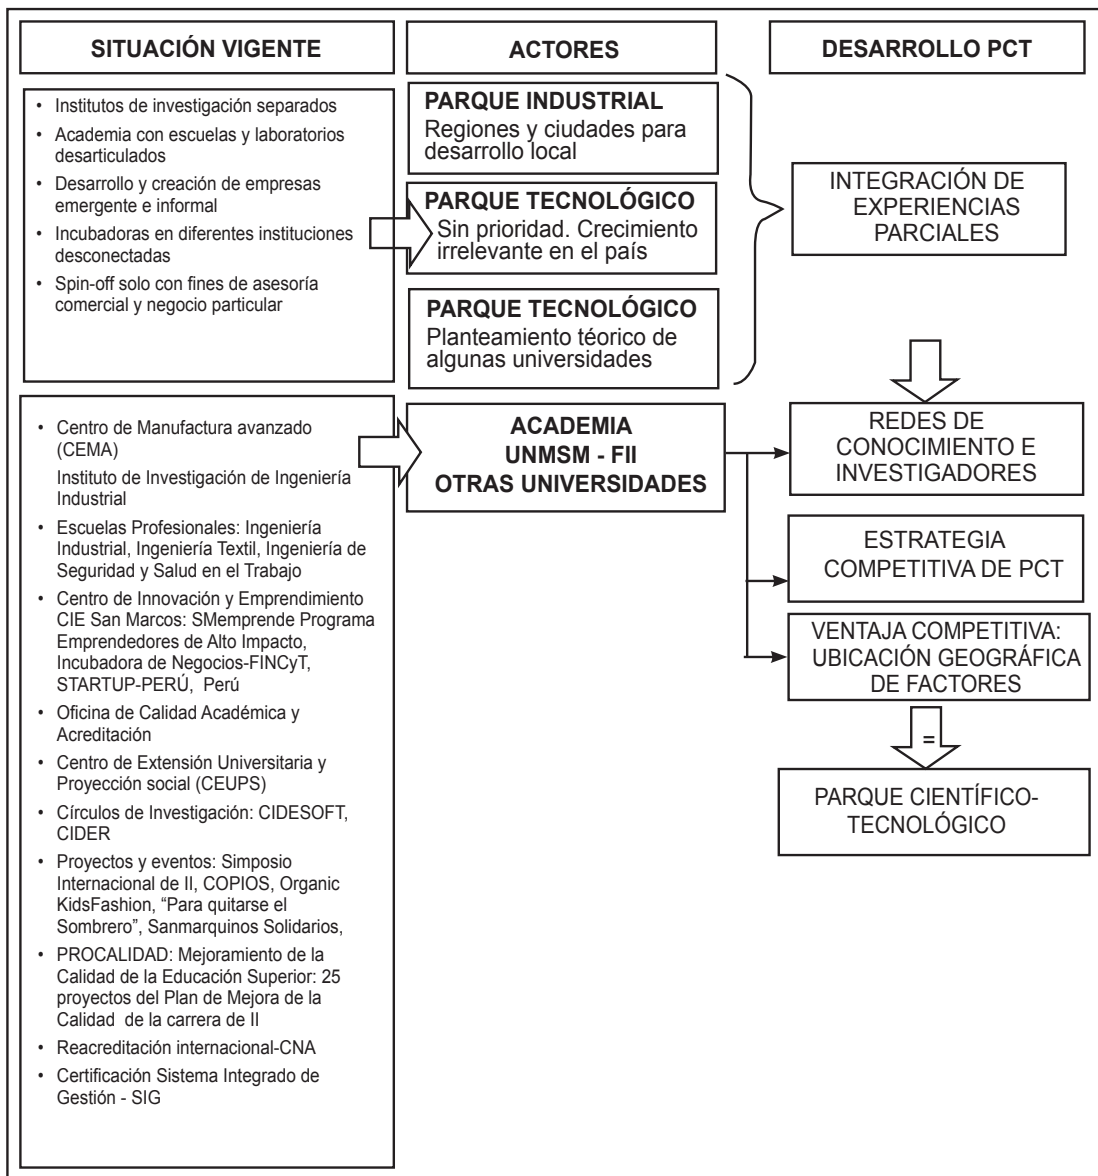 SITUACIÓN VIGENTE
• Institutos de investigación separados
• Academia con escuelas y laboratorios
desarticulados
• Desarrollo y creación de empresas
emergente e informal
• Incubadoras en diferentes instituciones
desconectadas
• Spin-off solo con fines de asesoría
comercial y negocio particular
• Centro de Manufactura avanzado
(CEMA)
Instituto de Investigación de Ingeniería
Industrial
• Escuelas Profesionales: Ingeniería
Industrial, Ingeniería Textil, Ingeniería de
Seguridad y Salud en el Trabajo
• Centro de Innovación y Emprendimiento
CIE San Marcos: SMemprende Programa
Emprendedores de Alto Impacto,
Incubadora de Negocios-FINCyT,
STARTUP-PERÚ, Perú
• Oficina de Calidad Académica y
Acreditación
• Centro de Extensión Universitaria y
Proyección social (CEUPS)
• Círculos de Investigación: CIDESOFT,
CIDER
• Proyectos y eventos: Simposio
Internacional de II, COPIOS, Organic
KidsFashion, “Para quitarse el
Sombrero”, Sanmarquinos Solidarios,
• PROCALIDAD: Mejoramiento de la
Calidad de la Educación Superior: 25
proyectos del Plan de Mejora de la
Calidad de la carrera de II
• Reacreditación internacional-CNA
• Certificación Sistema Integrado de
Gestión - SIG
ACTORES
PARQUE INDUSTRIAL
Regiones y ciudades para
desarrollo local
PARQUE TECNOLÓGICO
Sin prioridad. Crecimiento
irrelevante en el país
PARQUE TECNOLÓGICO
Planteamiento téorico de
algunas universidades
ACADEMIA
UNMSM - FII
OTRAS UNIVERSIDADES
DESARROLLO PCT
INTEGRACIÓN DE
EXPERIENCIAS
PARCIALES
REDES DE
CONOCIMIENTO E
INVESTIGADORES
ESTRATEGIA
COMPETITIVA DE PCT
VENTAJA COMPETITIVA:
UBICACIÓN GEOGRÁFICA
DE FACTORES
=
PARQUE CIENTÍFICO-
TECNOLÓGICO